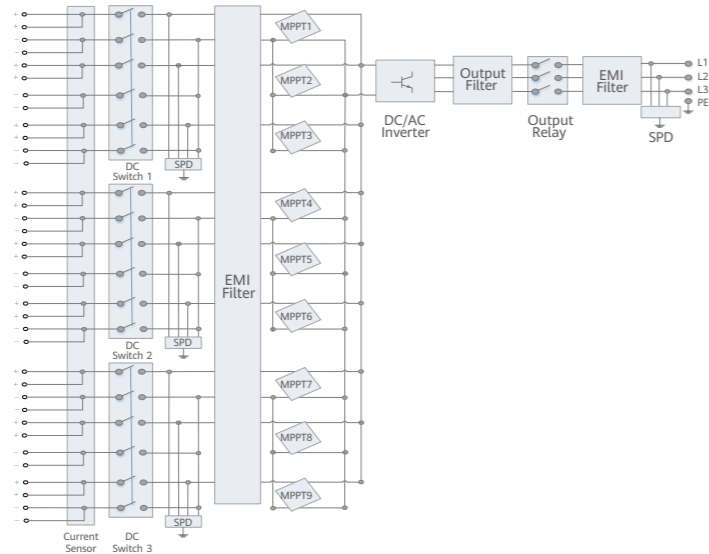 MPPT1
MPPT2
MPPT3
DC
Switch 1
SPD
MPPT4
MPPT5
MPPT6
DC
Switch 2
SPD
MPPT7
MPPT8
MPPT9
Current
Sensor
DC
Switch 3
SPD
EMI
Filter
DC/AC
Inverter
Output
Filter
Output
Relay
EMI
Filter
L1
L2
L3
PE
SPD